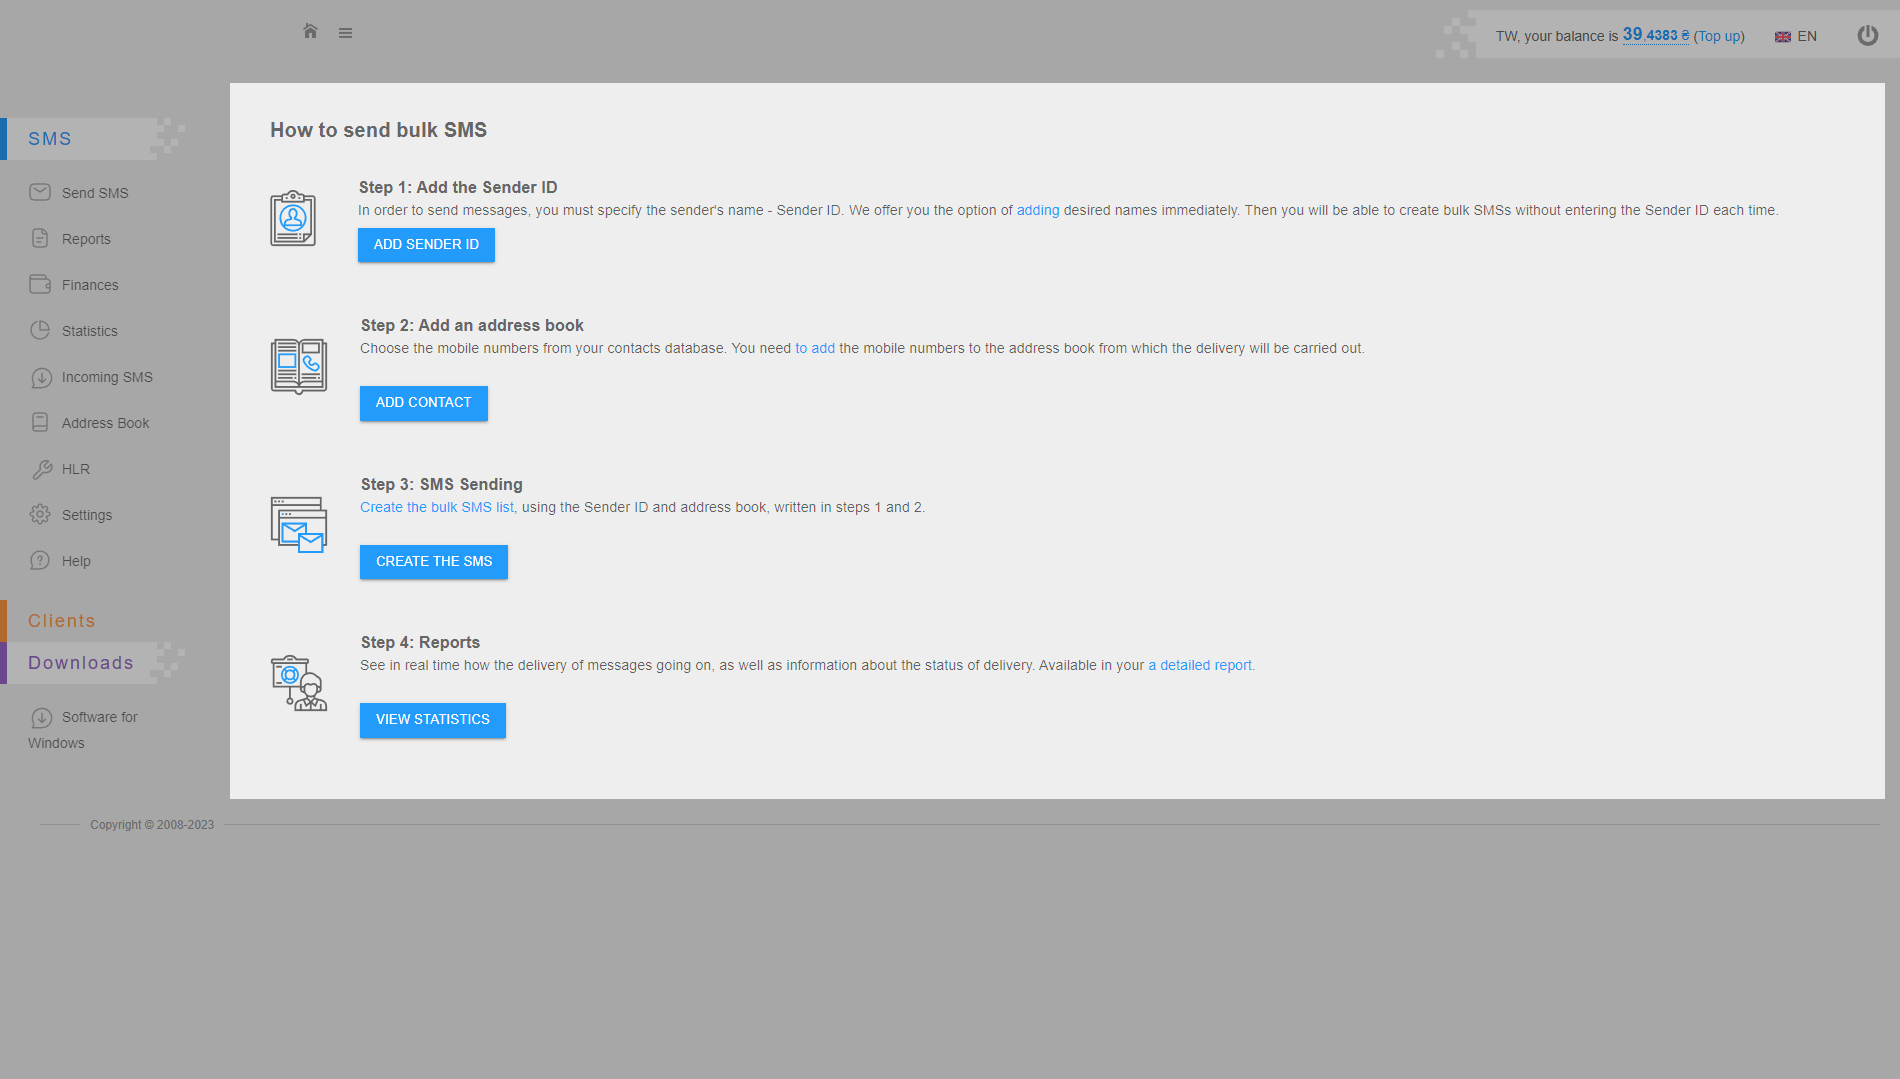 TW, your balance is 39,4383 ₴ (Top up)
EN
SMS
Send SMS
Reports
Finances
Statistics
Incoming SMS
Address Book
HLR
Settings
Help
Clients
Downloads
Software for
Windows
How to send bulk SMS
Step 1: Add the Sender ID
In order to send messages, you must specify the sender's name - Sender ID. We offer you the option of adding desired names immediately. Then you will be able to create bulk SMSs without entering the Sender ID each time.
ADD SENDER ID
Step 2: Add an address book
Choose the mobile numbers from your contacts database. You need to add the mobile numbers to the address book from which the delivery will be carried out.
ADD CONTACT
Step 3: SMS Sending
Create the bulk SMS list, using the Sender ID and address book, written in steps 1 and 2.
CREATE THE SMS
Step 4: Reports
See in real time how the delivery of messages going on, as well as information about the status of delivery. Available in your a detailed report.
VIEW STATISTICS
Copyright © 2008-2023